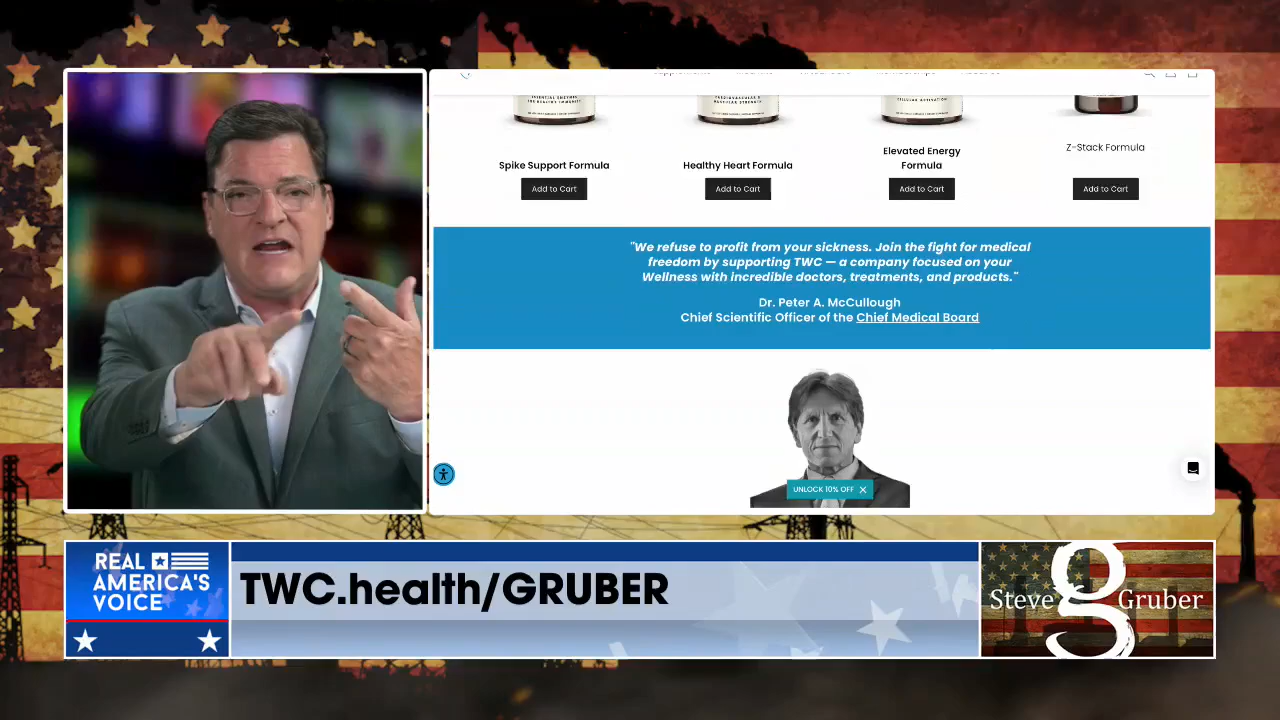 Spike Support Formula
Healthy Heart Formula
Elevated Energy
Formula
Z-Stack Formula
Add to Cart
Add to Cart
Add to Cart
Add to Cart
"We refuse to profit from your sickness. Join the fight for medical
freedom by supporting TWC — a company focused on your
Wellness with incredible doctors, treatments, and products."
Dr. Peter A. McCullough
Chief Scientific Officer of the Chief Medical Board
UNLOCK 10% OFF
REAL
AMERICA'S
VOICE
TWC.health/GRUBER
Steve g Gruber